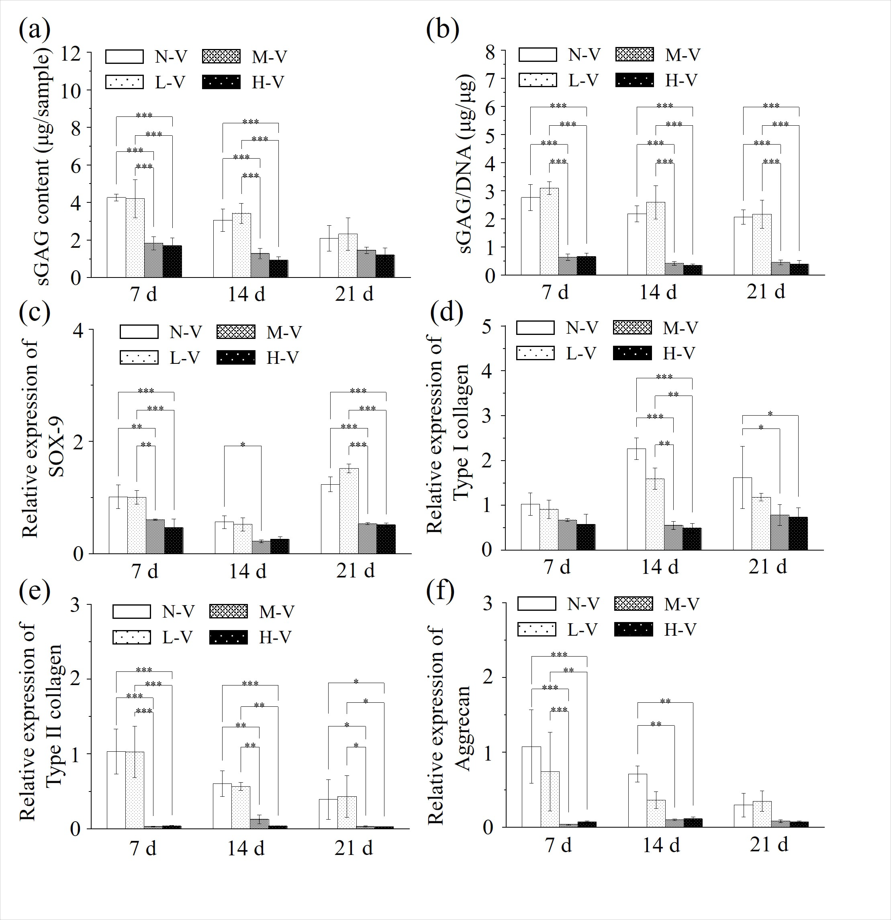 (a)
sGAG content (μg/sample)
12
10
8
6
4
2
0
N-V
M-V
L-V
H-V
***
***
***
***
***
***
***
***
7 d
14 d
21 d
(b)
sGAG/DNA (μg/μg)
8
7
6
5
4
3
2
1
0
N-V
M-V
L-V
H-V
***
***
***
***
***
***
***
***
***
***
***
***
7 d
14 d
21 d
(c)
Relative expression of
SOX-9
4
2
0
N-V
M-V
L-V
H-V
***
***
**
**
*
***
***
***
***
7 d
14 d
21 d
(d)
Relative expression of
Type I collagen
5
4
3
2
1
0
N-V
M-V
L-V
H-V
***
**
***
**
*
*
7 d
14 d
21 d
(e)
Relative expression of
Type II collagen
3
2
1
0
N-V
M-V
L-V
H-V
***
***
***
***
***
**
**
**
*
*
*
*
7 d
14 d
21 d
(f)
Relative expression of
Aggrecan
3
2
1
0
N-V
M-V
L-V
H-V
***
**
***
***
**
**
7 d
14 d
21 d